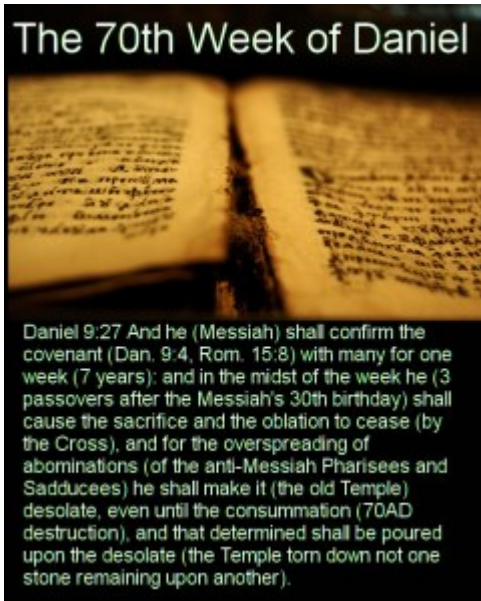 The 70th Week of Daniel
Daniel 9:27 And he (Messiah) shall confirm the
covenant (Dan. 9:4, Rom. 15:8) with many for one
week (7 years): and in the midst of the week he (3
passovers after the Messiah's 30th birthday) shall
cause the sacrifice and the oblation to cease (by
the Cross), and for the overspreading of
abominations (of the anti-Messiah Pharisees and
Sadducees) he shall make it (the old Temple)
desolate, even until the consummation (70AD
destruction), and that determined shall be poured
upon the desolate (the Temple torn down not one
stone remaining upon another).